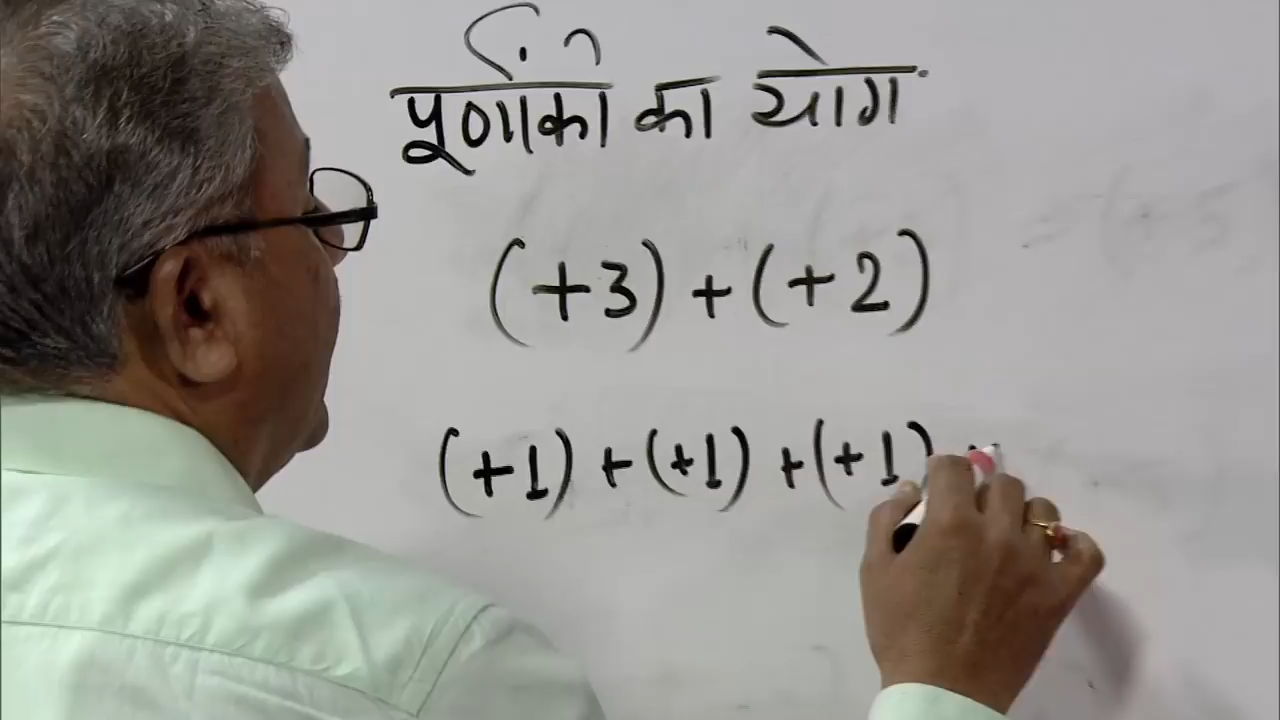 पूर्णांकों का योग
(+3) + (+2)
(+1) + (+1) + (+1)